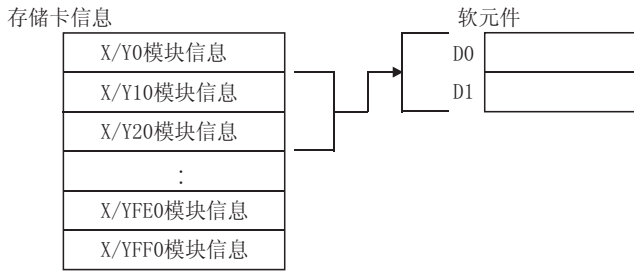 存储卡信息
软元件
X/Y0模块信息
D0
X/Y10模块信息
D1
X/Y20模块信息
:
X/YFE0模块信息
X/YFF0模块信息